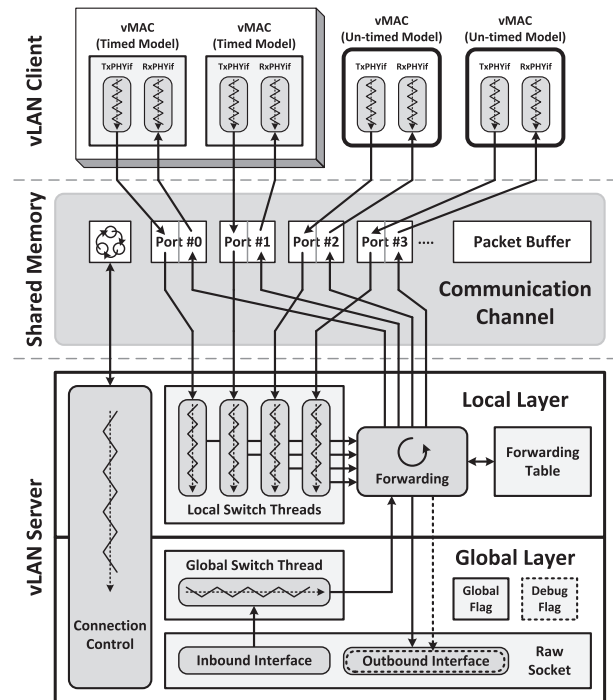 vLAN Client
vMAC
(Timed Model)
TxPHYif RxPHYif
vMAC
(Timed Model)
TxPHYif RxPHYif
vMAC
(Un-timed Model)
TxPHYif RxPHYif
vMAC
(Un-timed Model)
TxPHYif RxPHYif
Shared Memory
Port #0
Port #1
Port #2
Port #3
....
Packet Buffer
Communication
Channel
vLAN Server
Local Layer
Forwarding
Forwarding
Table
Local Switch Threads
Global Layer
Global Switch Thread
Global
Flag
Debug
Flag
Connection
Control
Inbound Interface
Outbound Interface
Raw
Socket